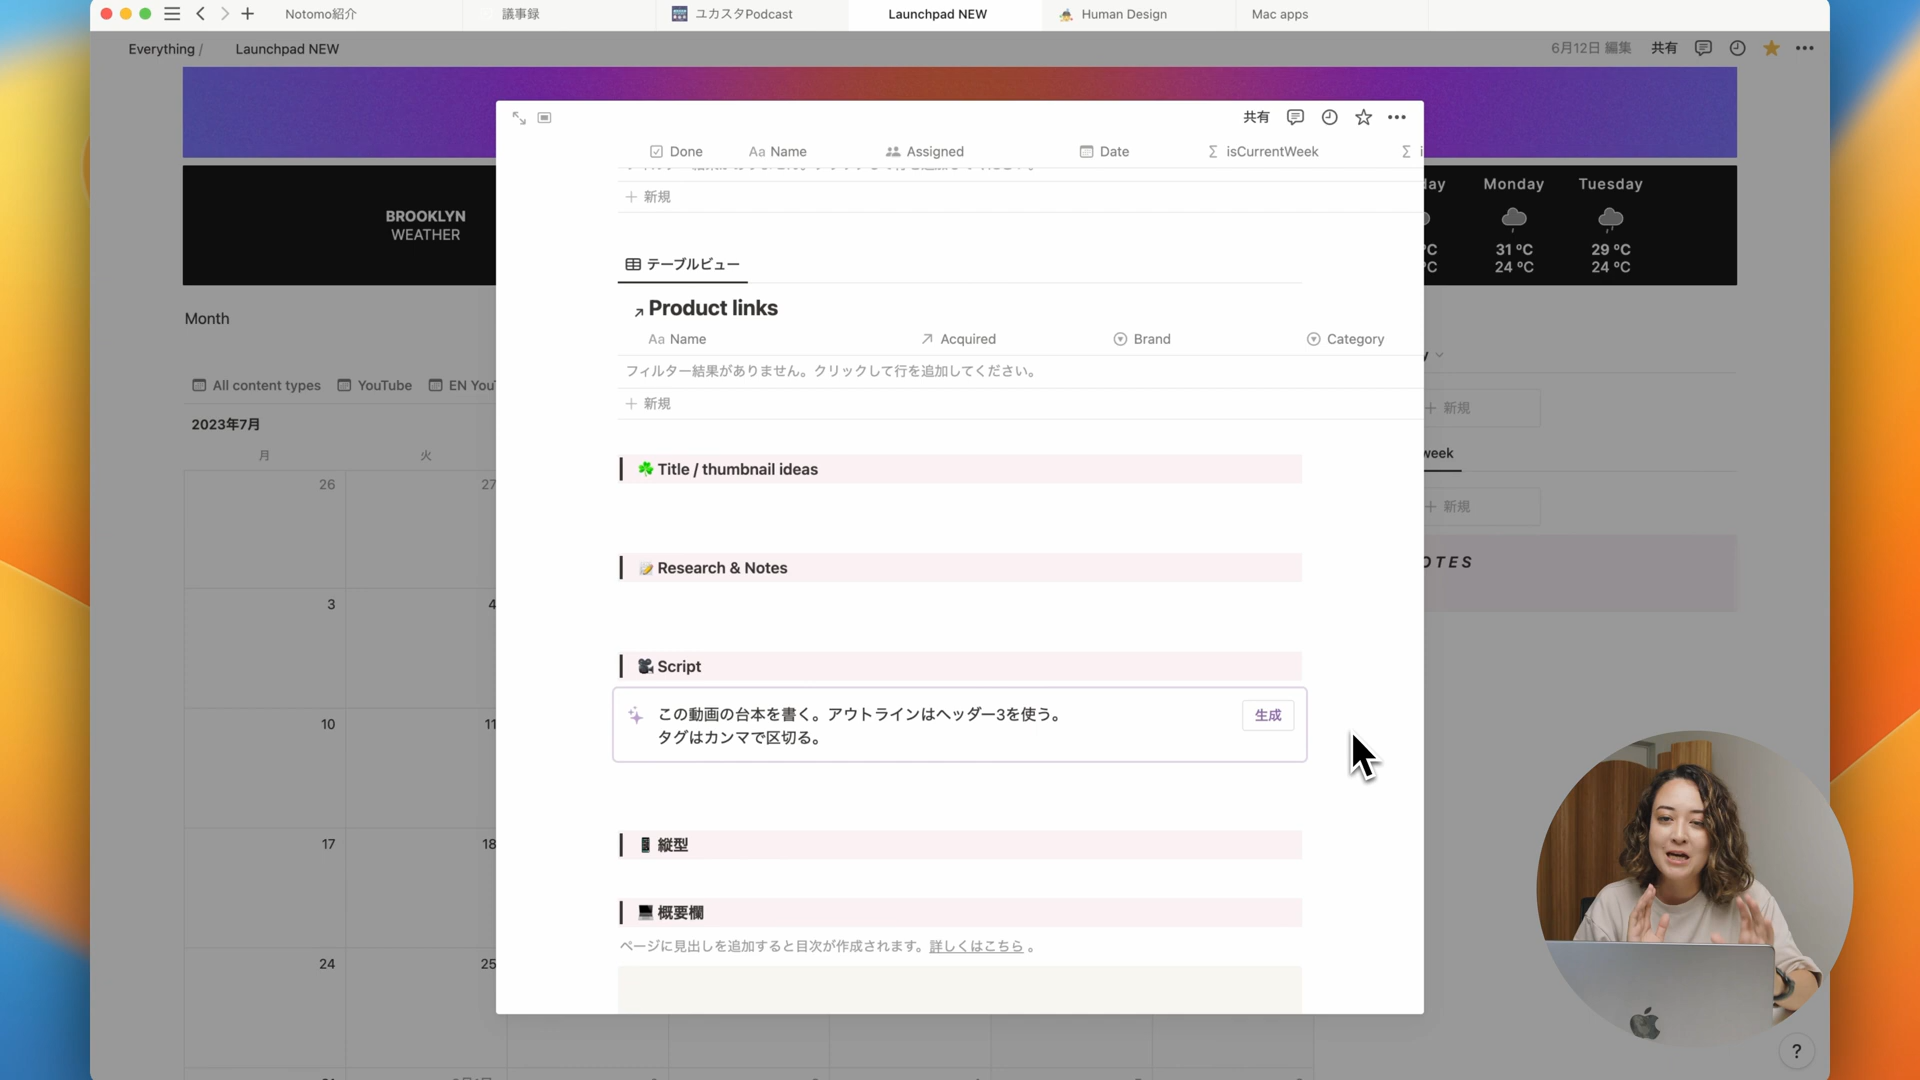 Notomo紹介
議事録
ユカスタPodcast
Launchpad NEW
Human Design
Mac apps
Everything /
Launchpad NEW
6月12日 編集
共有
BROOKLYN
WEATHER
Monday
Tuesday
31 ºC
29 ºC
24 ºC
24 ºC
Month
All content types
YouTube
EN You
2023年7月
月
火
26
27
3
4
10
11
17
18
24
25
共有
Done
Aa Name
Assigned
Date
Σ isCurrentWeek
Σ i
+ 新規
テーブルビュー
Product links
Aa Name
Acquired
Brand
Category
フィルター結果がありません。クリックして行を追加してください。
+ 新規
Title / thumbnail ideas
Research & Notes
Script
この動画の台本を書く。アウトラインはヘッダー3を使う。
タグはカンマで区切る。
生成
縦型
概要欄
ページに見出しを追加すると目次が作成されます。詳しくはこちら 。
+ 新規
week
+ 新規
OTES
?